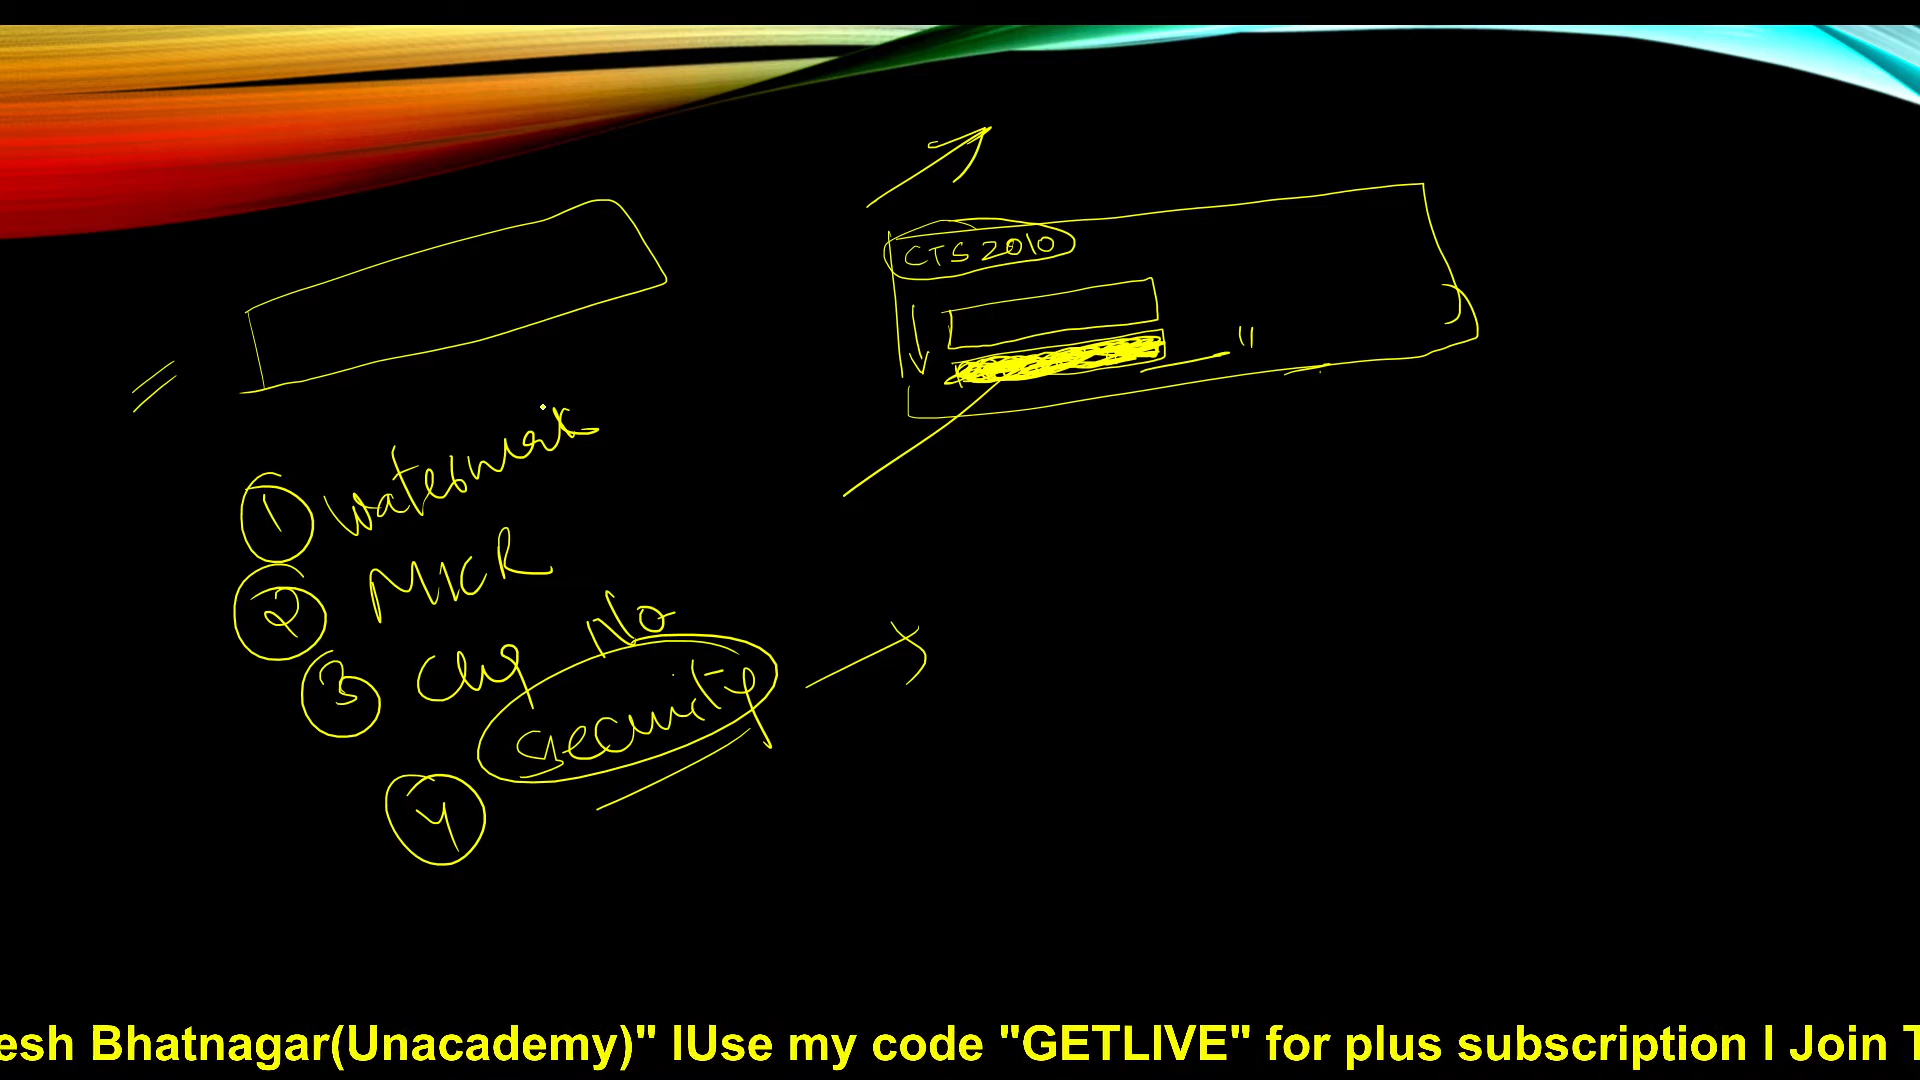 CTS 2010
"
1 Watermark
2 MICR
3 Chq No
security
4
esh Bhatnagar(Unacademy)" lUse my code "GETLIVE" for plus subscription l Join T